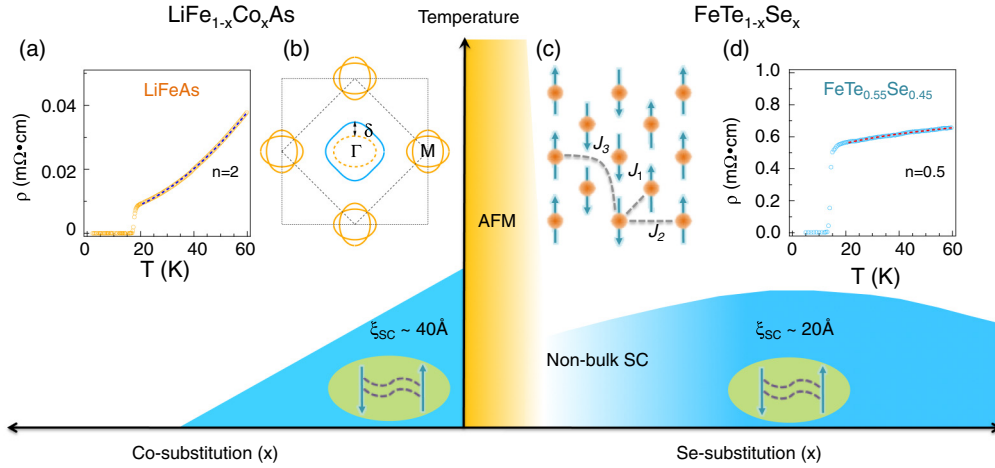 LiFe1-xCoxAs
Temperature
FeTe1-xSex
(a)
LiFeAs
n=2
0.04
0.02
0
ρ (mΩ•cm)
0 20 40 60
T (K)
(b)
δ
Γ
M
AFM
(c)
J3
J1
J2
(d)
FeTe0.55Se0.45
n=0.5
1.0
0.8
0.6
0.4
0.2
0.0
ρ (mΩ•cm)
0 20 40 60
T (K)
ξSC ~ 40Å
Non-bulk SC
ξSC ~ 20Å
Co-substitution (x)
Se-substitution (x)